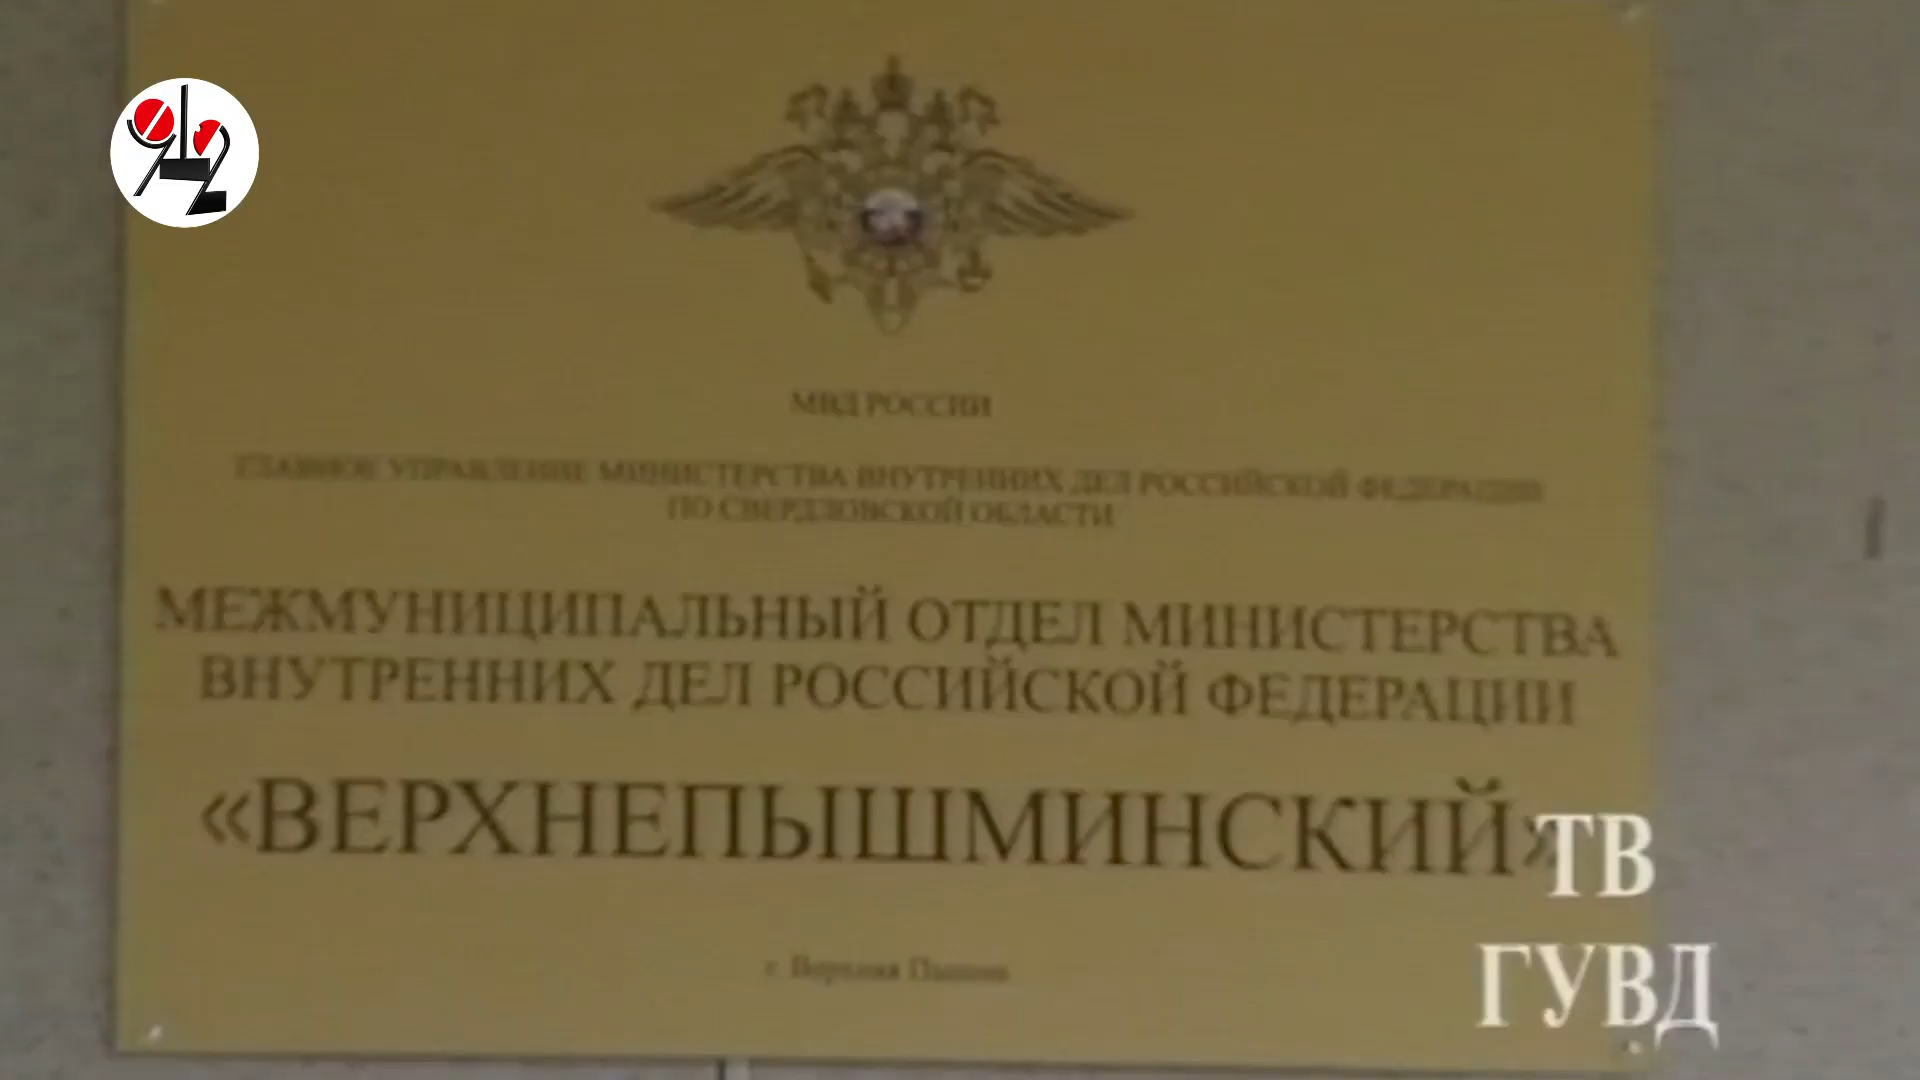 МВД РОССИИ
ГЛАВНОЕ УПРАВЛЕНИЕ МИНИСТЕРСТВА ВНУТРЕННИХ ДЕЛ РОССИЙСКОЙ ФЕДЕРАЦИИ
ПО СВЕРДЛОВСКОЙ ОБЛАСТИ
МЕЖМУНИЦИПАЛЬНЫЙ ОТДЕЛ МИНИСТЕРСТВА
ВНУТРЕННИХ ДЕЛ РОССИЙСКОЙ ФЕДЕРАЦИИ
«ВЕРХНЕПЫШМИНСКИЙ»
г. Верхняя Пышма
ТВ
ГУВД